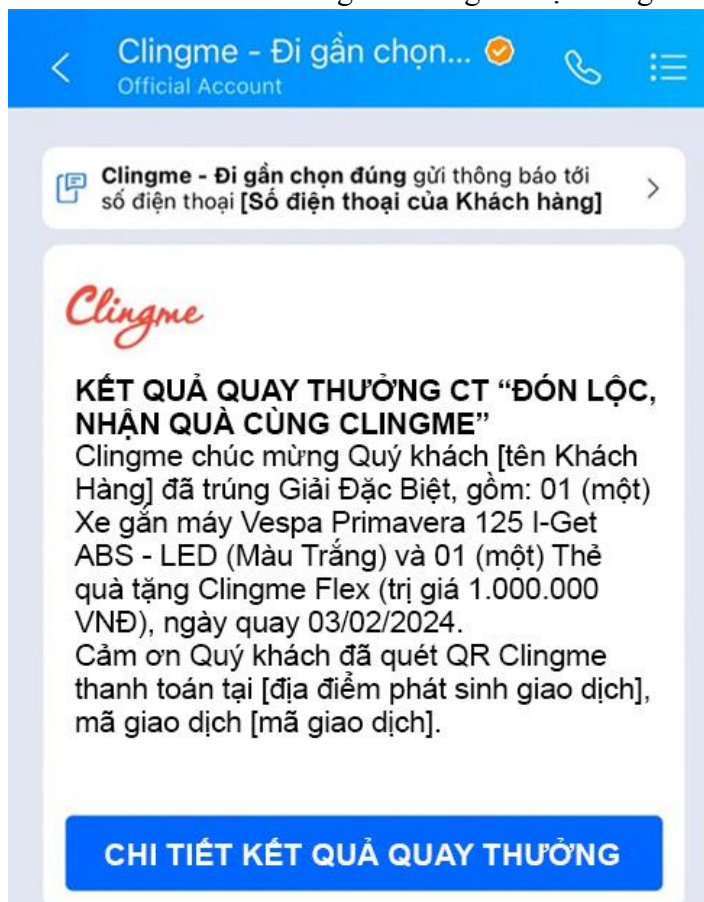 Clingme - Đi gần chọn...
Official Account
Clingme - Đi gần chọn đúng gửi thông báo tới
số điện thoại [Số điện thoại của Khách hàng]
Clingme
KẾT QUẢ QUAY THƯỞNG CT “ĐÓN LỘC,
NHẬN QUÀ CÙNG CLINGME”
Clingme chúc mừng Quý khách [tên Khách
Hàng] đã trúng Giải Đặc Biệt, gồm: 01 (một)
Xe gắn máy Vespa Primavera 125 I-Get
ABS - LED (Màu Trắng) và 01 (một) Thẻ
quà tặng Clingme Flex (trị giá 1.000.000
VNĐ), ngày quay 03/02/2024.
Cảm ơn Quý khách đã quét QR Clingme
thanh toán tại [địa điểm phát sinh giao dịch],
mã giao dịch [mã giao dịch].
CHI TIẾT KẾT QUẢ QUAY THƯỞNG